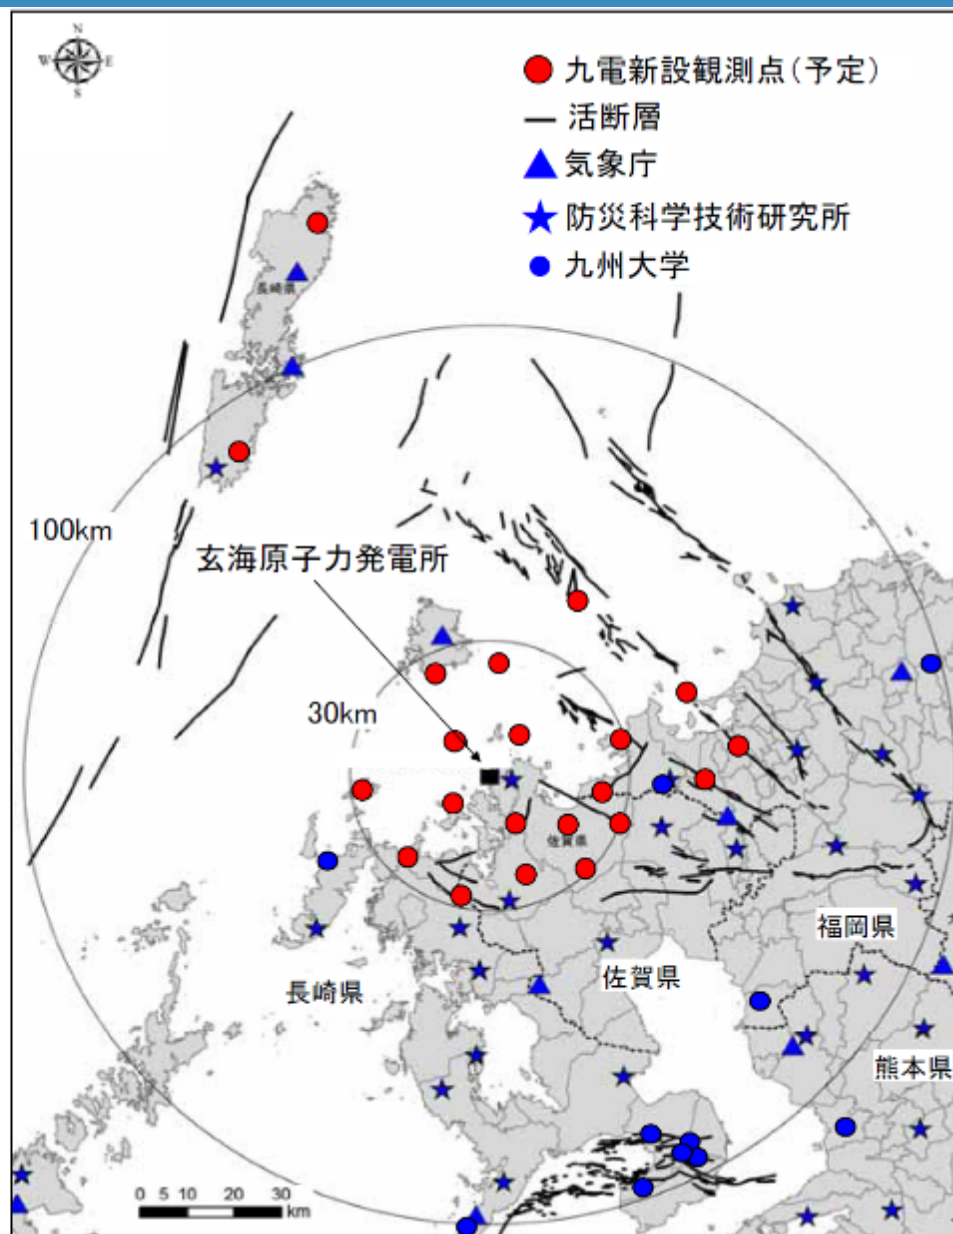 N
W E
S
九電新設観測点(予定)
活断層
気象庁
防災科学技術研究所
九州大学
長崎県
100km
玄海原子力発電所
30km
佐賀県
福岡県
佐賀県
長崎県
熊本県
0 5 10 20 30
km